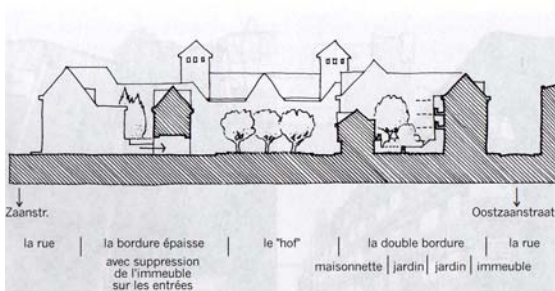 Zaanstr.
Oostzaanstraat
la rue | la bordure épaisse | le "hof" | la double bordure | la rue
avec suppression
de l'immeuble
sur les entrées
maisonnette | jardin | jardin | immeuble